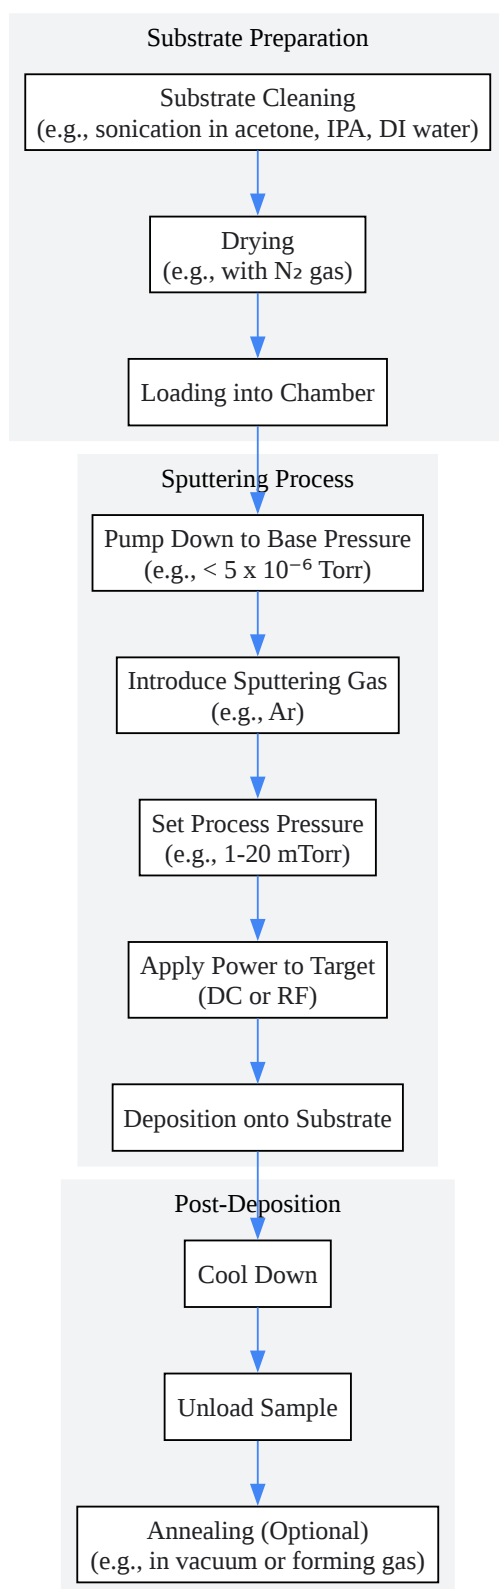 Substrate Preparation
Substrate Cleaning
(e.g., sonication in acetone, IPA, DI water)
Drying
(e.g., with N₂ gas)
Loading into Chamber
Sputtering Process
Pump Down to Base Pressure
(e.g., < 5 x 10⁻⁶ Torr)
Introduce Sputtering Gas
(e.g., Ar)
Set Process Pressure
(e.g., 1-20 mTorr)
Apply Power to Target
(DC or RF)
Deposition onto Substrate
Post-Deposition
Cool Down
Unload Sample
Annealing (Optional)
(e.g., in vacuum or forming gas)